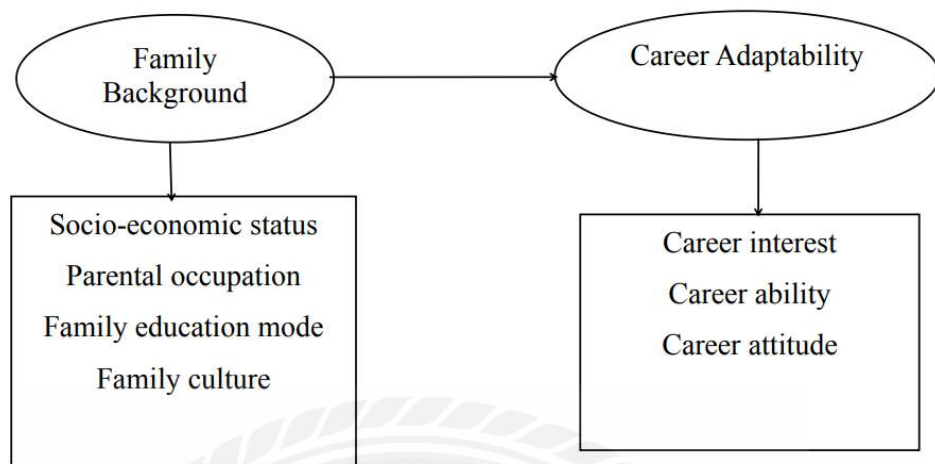 Family
Background
Career Adaptability
Socio-economic status
Parental occupation
Family education mode
Family culture
Career interest
Career ability
Career attitude